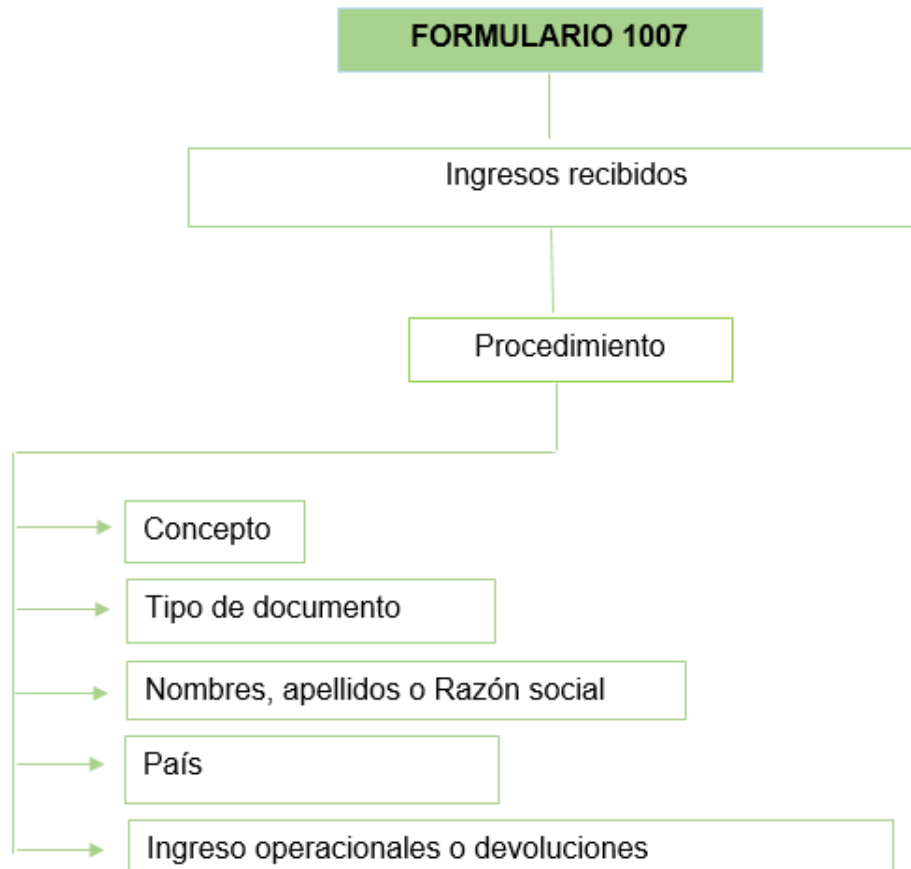 FORMULARIO 1007
Ingresos recibidos
Procedimiento
Concepto
Tipo de documento
Nombres, apellidos o Razón social
País
Ingreso operacionales o devoluciones